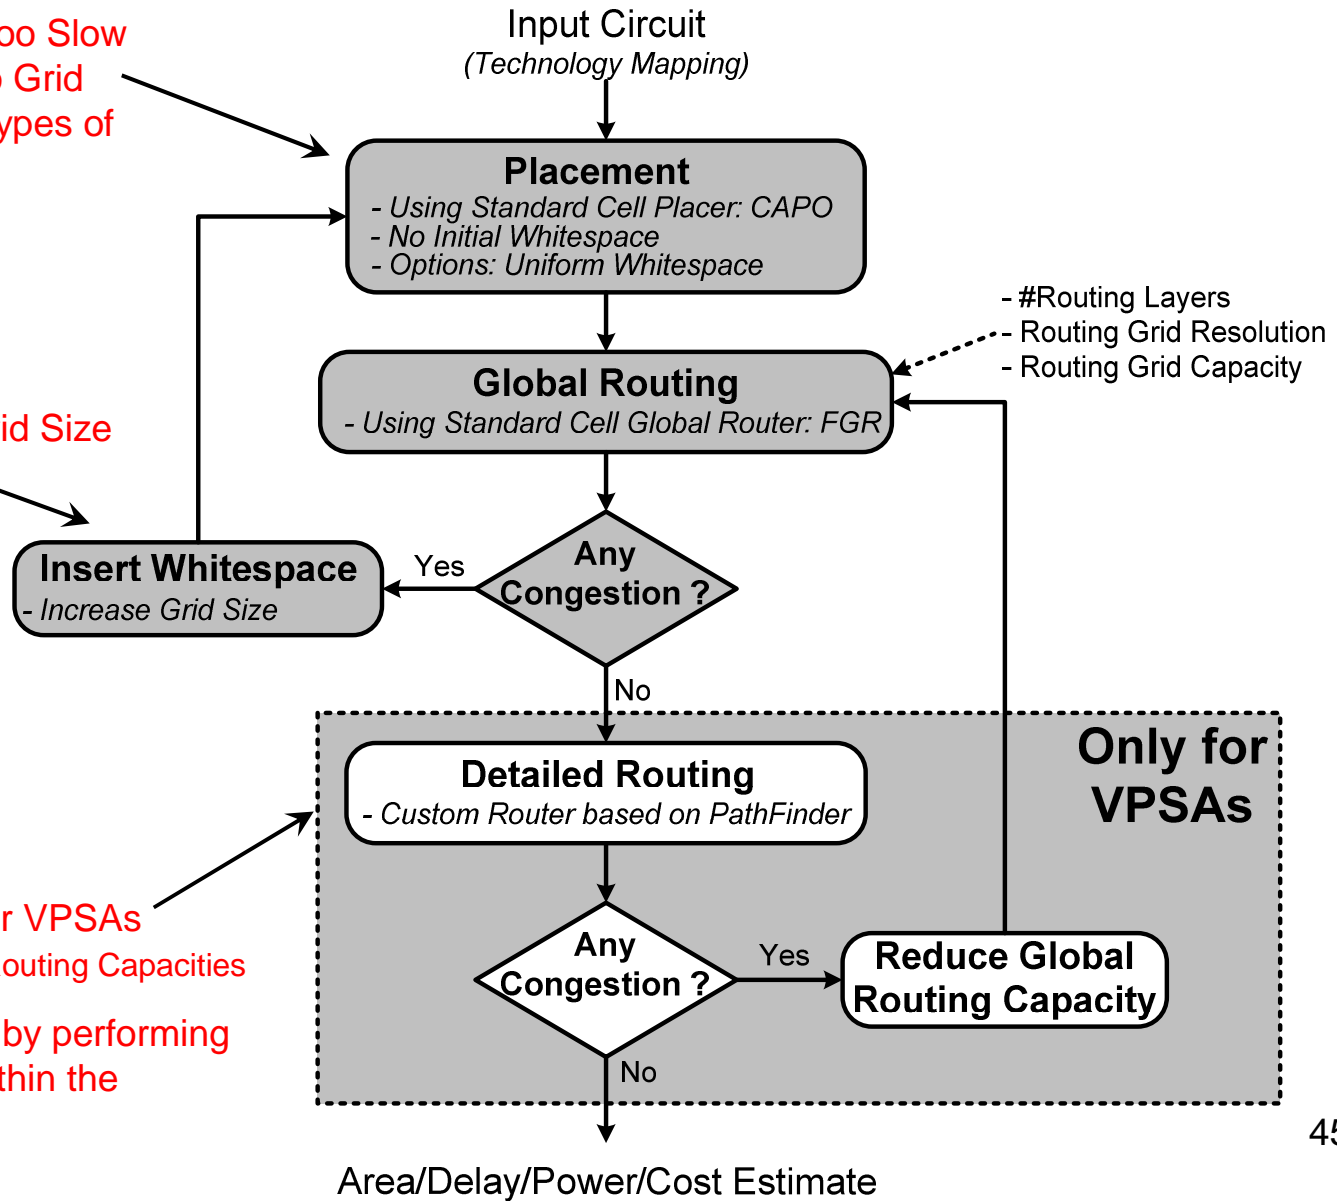 oo Slow
Grid
ypes of
Input Circuit
(Technology Mapping)
Placement
- Using Standard Cell Placer: CAPO
- No Initial Whitespace
- Options: Uniform Whitespace
- #Routing Layers
- Routing Grid Resolution
- Routing Grid Capacity
Global Routing
- Using Standard Cell Global Router: FGR
id Size
Any
Congestion ?
Yes
Insert Whitespace
- Increase Grid Size
No
Only for
VPSAs
Detailed Routing
- Custom Router based on PathFinder
r VPSAs
outing Capacities
by performing
thin the
Any
Congestion ?
Yes
Reduce Global
Routing Capacity
No
45
Area/Delay/Power/Cost Estimate